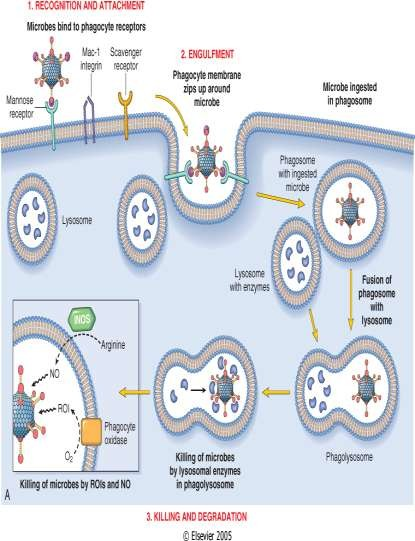 1. RECOGNITION AND ATTACHMENT
Microbes bind to phagocyte receptors
Mac-1
integrin
Scavenger
receptor
Mannose
receptor
2. ENGULFMENT
Phagocyte membrane
zips up around
microbe
Microbe ingested
in phagosome
Phagosome
with ingested
microbe
Lysosome
Lysosome
with enzymes
Fusion of
phagosome
with
lysosome
iNOS
Arginine
NO
ROI
Phagocyte
oxidase
O₂
Killing of microbes by ROIs and NO
Killing of microbes
by lysosomal enzymes
in phagolysosome
Phagolysosome
A
3. KILLING AND DEGRADATION
© Elsevier 2005